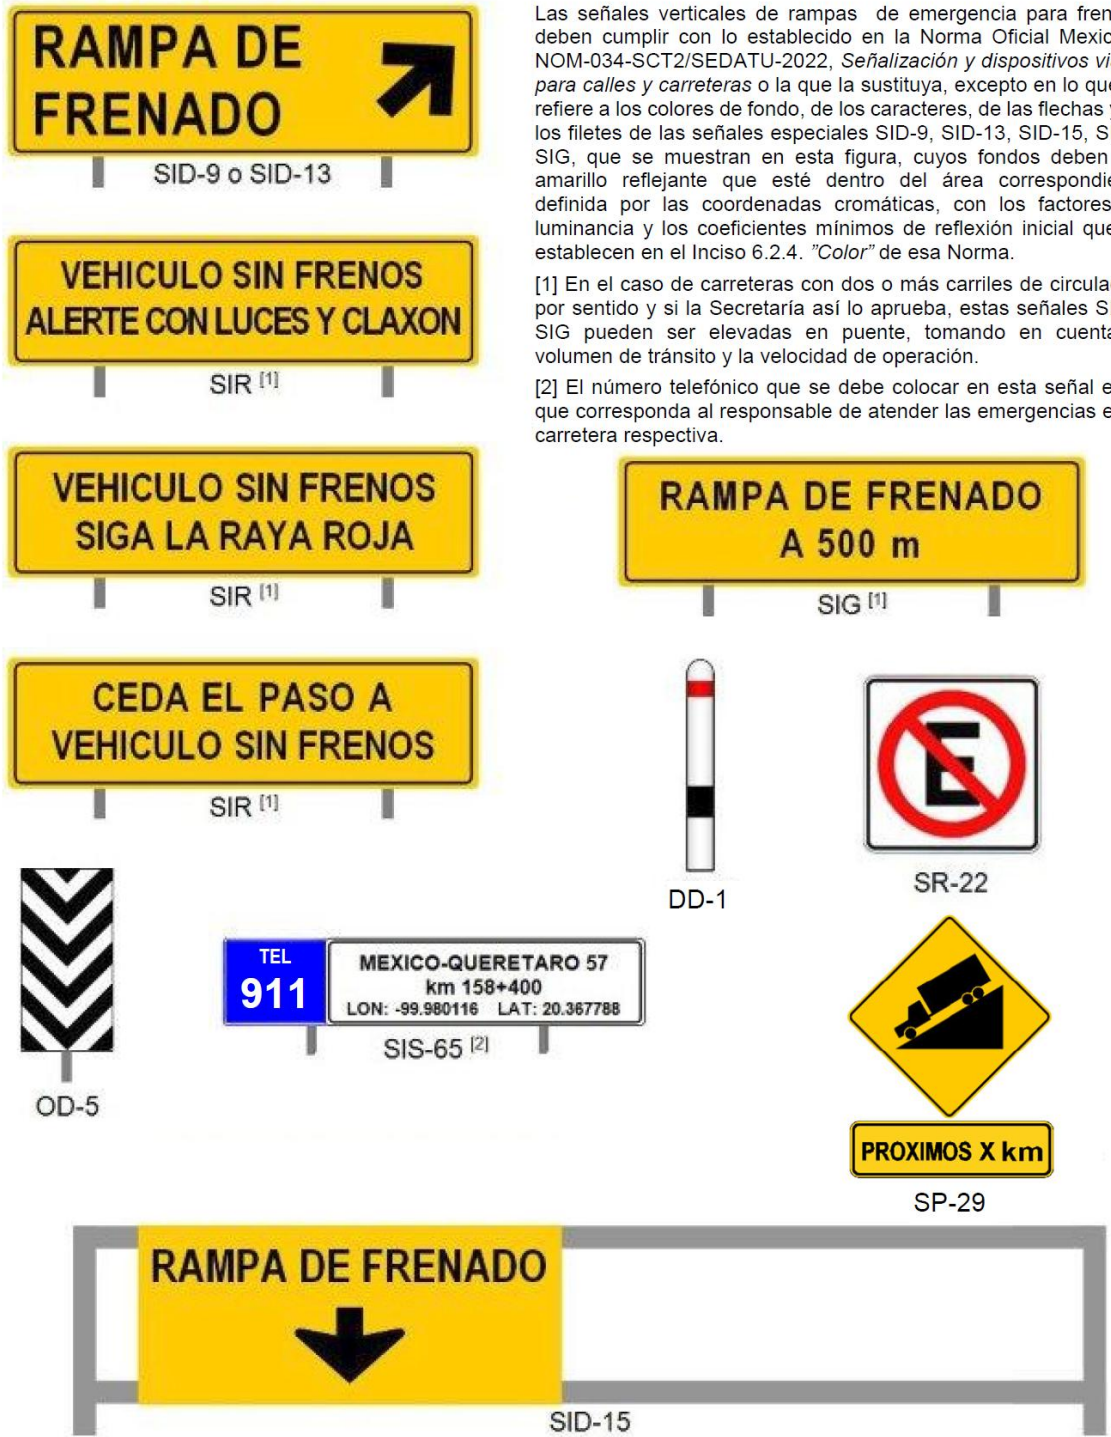 RAMPA DE
FRENADO
SID-9 o SID-13
Las señales verticales de rampas de emergencia para fren
deben cumplir con lo establecido en la Norma Oficial Mexic
NOM-034-SCT2/SEDATU-2022, Señalización y dispositivos vi
para calles y carreteras o la que la sustituya, excepto en lo que
refiere a los colores de fondo, de los caracteres, de las flechas y
los filetes de las señales especiales SID-9, SID-13, SID-15, S
SIG, que se muestran en esta figura, cuyos fondos deben
amarillo reflejante que esté dentro del área correspondie
definida por las coordenadas cromáticas, con los factores
luminancia y los coeficientes mínimos de reflexión inicial que
establecen en el Inciso 6.2.4. ”Color” de esa Norma.
[1] En el caso de carreteras con dos o más carriles de circula
por sentido y si la Secretaría así lo aprueba, estas señales S
SIG pueden ser elevadas en puente, tomando en cuenta
volumen de tránsito y la velocidad de operación.
[2] El número telefónico que se debe colocar en esta señal e
que corresponda al responsable de atender las emergencias e
carretera respectiva.
VEHICULO SIN FRENOS
ALERTE CON LUCES Y CLAXON
SIR [1]
VEHICULO SIN FRENOS
SIGA LA RAYA ROJA
SIR [1]
RAMPA DE FRENADO
A 500 m
SIG [1]
CEDA EL PASO A
VEHICULO SIN FRENOS
SIR [1]
DD-1
E
SR-22
OD-5
TEL
911
MEXICO-QUERETARO 57
km 158+400
LON: -99.980116 LAT: 20.367788
SIS-65 [2]
PROXIMOS X km
SP-29
RAMPA DE FRENADO
SID-15